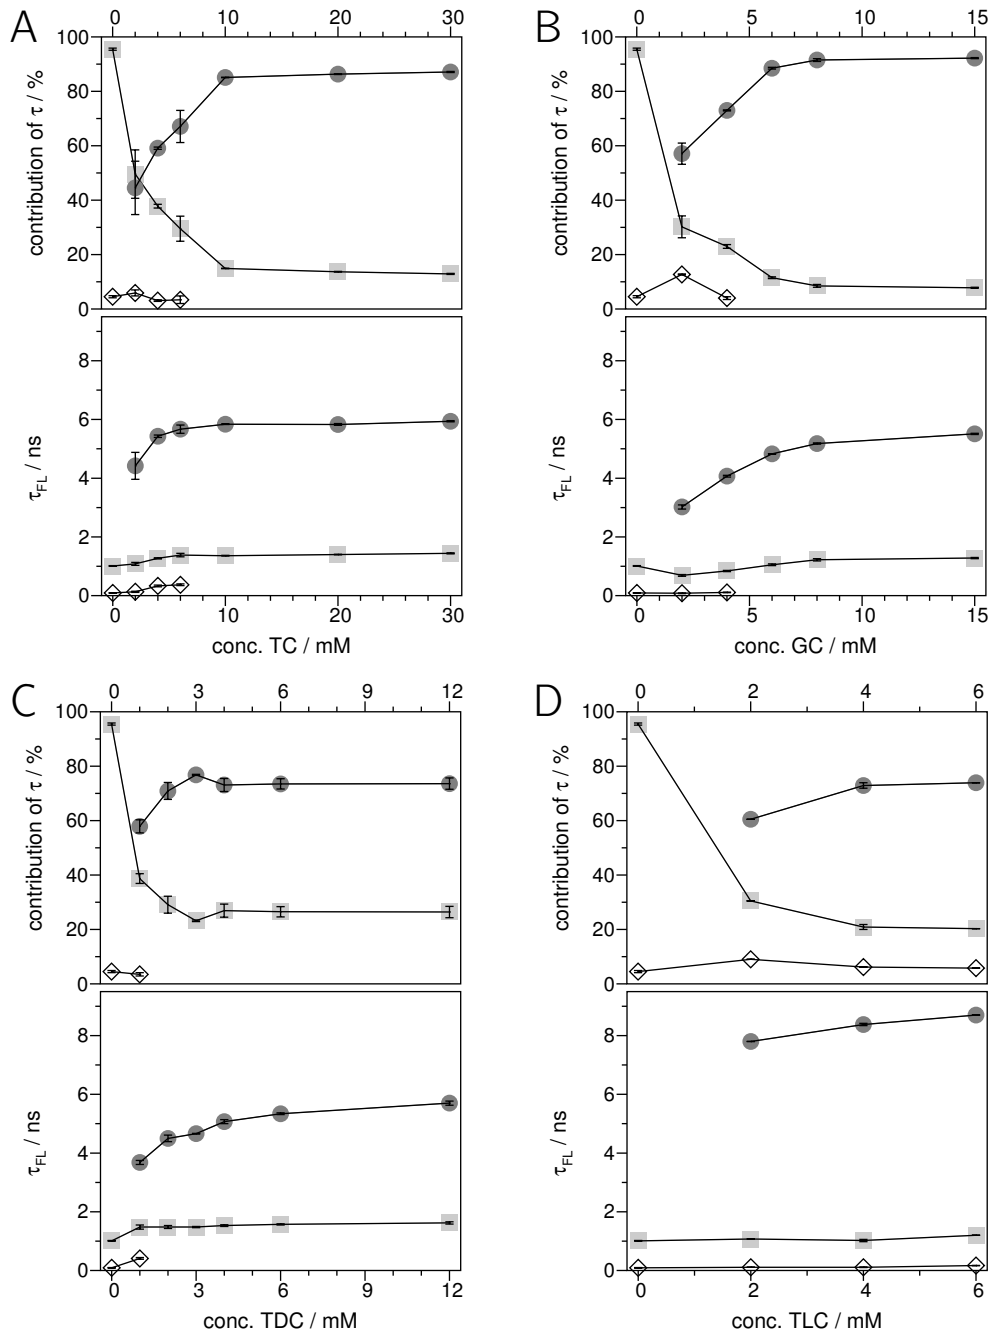 A
0 10 20 30
100
80
60
40
20
0
contribution of τ / %
8
6
4
2
0
τFL / ns
0 10 20 30
conc. TC / mM
B
0 5 10 15
100
80
60
40
20
0
contribution of τ / %
8
6
4
2
0
τFL / ns
0 5 10 15
conc. GC / mM
C
0 3 6 9 12
100
80
60
40
20
0
contribution of τ / %
8
6
4
2
0
τFL / ns
0 3 6 9 12
conc. TDC / mM
D
0 2 4 6
100
80
60
40
20
0
contribution of τ / %
8
6
4
2
0
τFL / ns
0 2 4 6
conc. TLC / mM